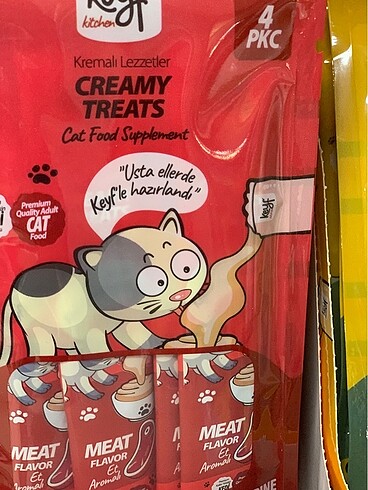 Keyf
kitchen
4
PKC
Kremalı Lezzetler
CREAMY
TREATS
Cat Food Supplement
"Usta ellerde
Keyf'le hazırlandı"
Keyf
Premium
Quality Adult
CAT
Food
MEAT
FLAVOR
Et
Aromalı
MEAT
FLAVOR
Et
Aromalı
MEAT
FLAVOR
Et
Aromalı